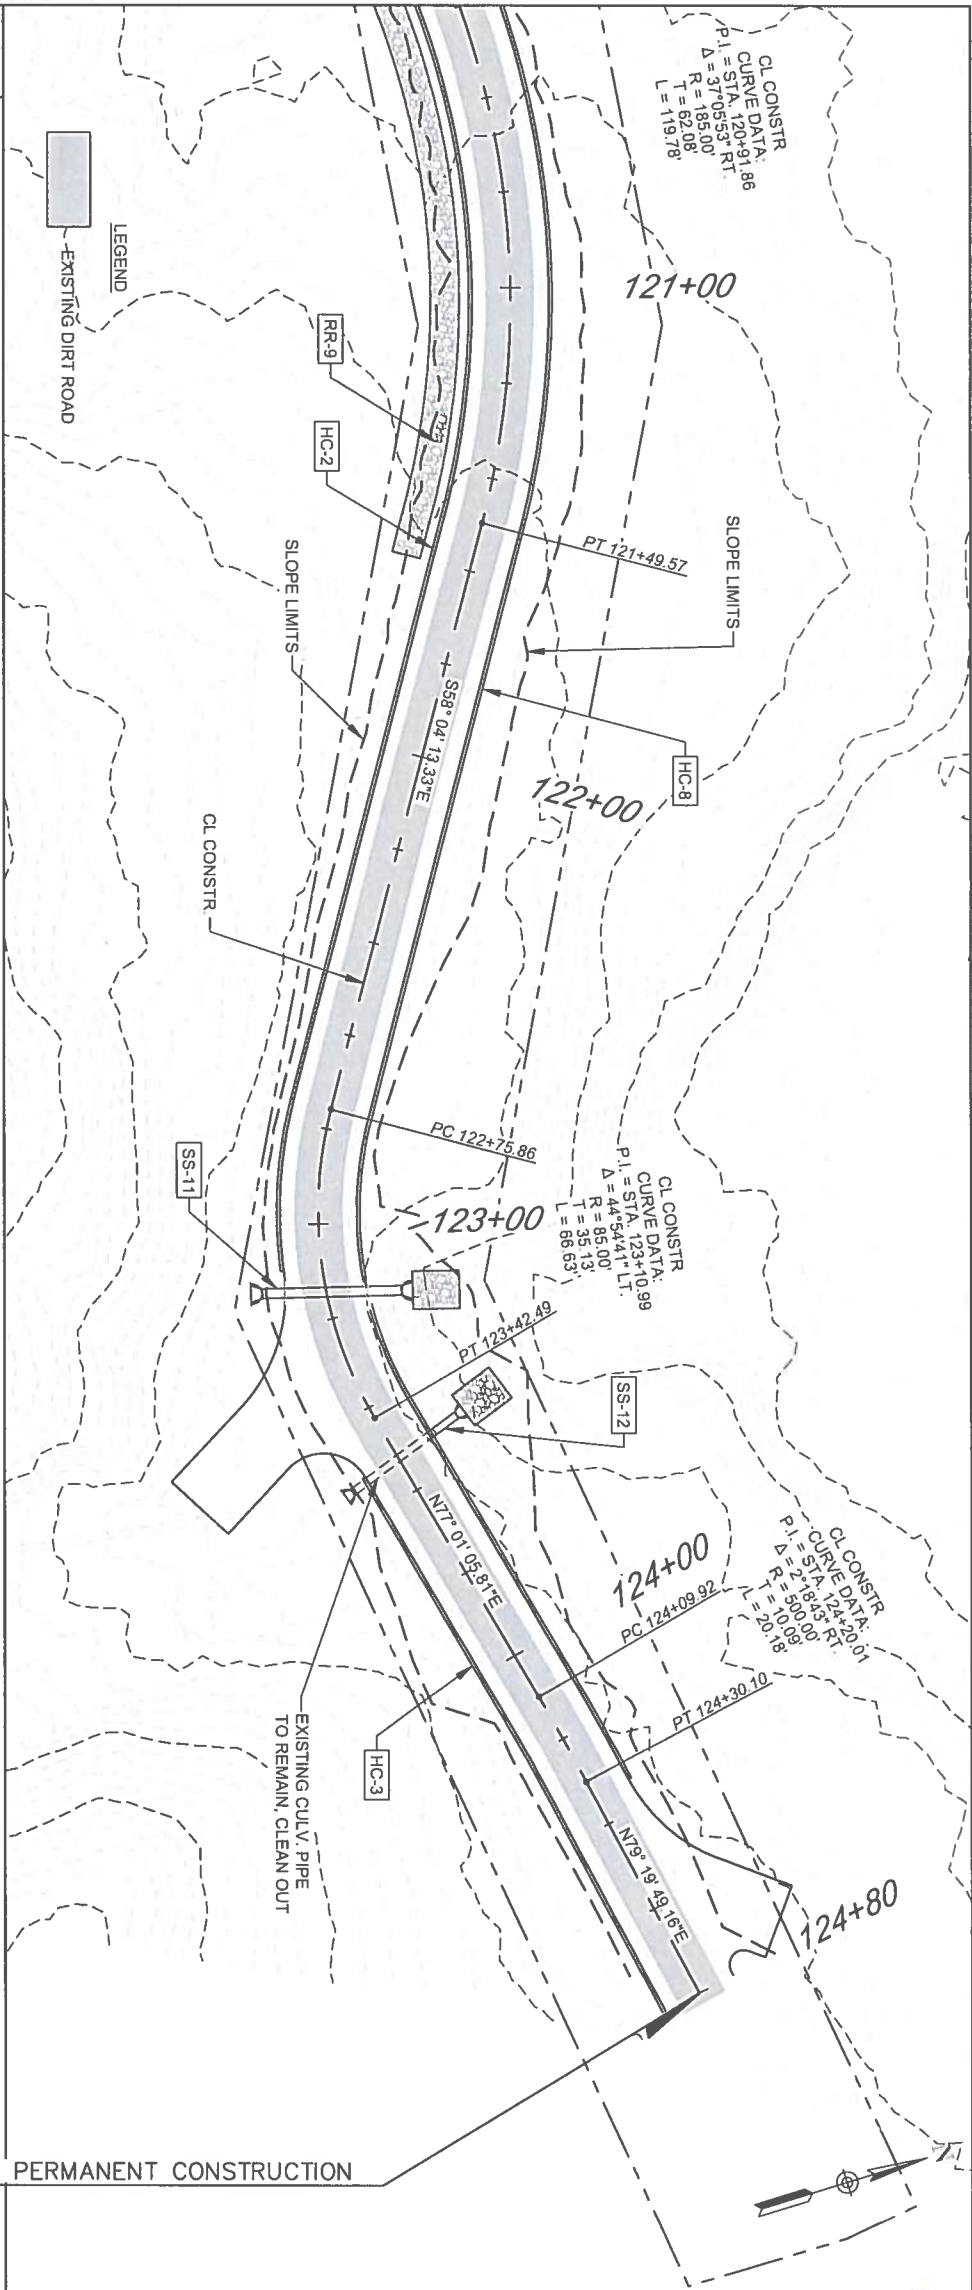 CL CONSTR
CURVE DATA:
P.I. = STA. 120+91.86
Δ = 37°05'53" RT.
R = 185.00'
T = 62.08'
L = 119.78'
121+00
LEGEND
EXISTING DIRT ROAD
RR-9
HC-2
SLOPE LIMITS
PT 121+49.57
SLOPE LIMITS
HC-8
S58° 04' 13.33"E
122+00
CL CONSTR
PC 122+75.86
SS-11
123+00
CL CONSTR
CURVE DATA:
P.I. = STA. 123+10.99
Δ = 44°54'41" LT.
R = 85.00'
T = 35.13'
L = 66.63'
PT 123+42.49
SS-12
N77° 01' 05.81"E
EXISTING CULV. PIPE
TO REMAIN, CLEAN OUT
HC-3
124+00
PC 124+09.92
CL CONSTR
CURVE DATA:
P.I. = STA. 124+20.01
Δ = 2°18'43" RT.
R = 500.00'
T = 10.09'
L = 20.18'
PT 124+30.10
N79° 19' 49.16"E
124+80
PERMANENT CONSTRUCTION